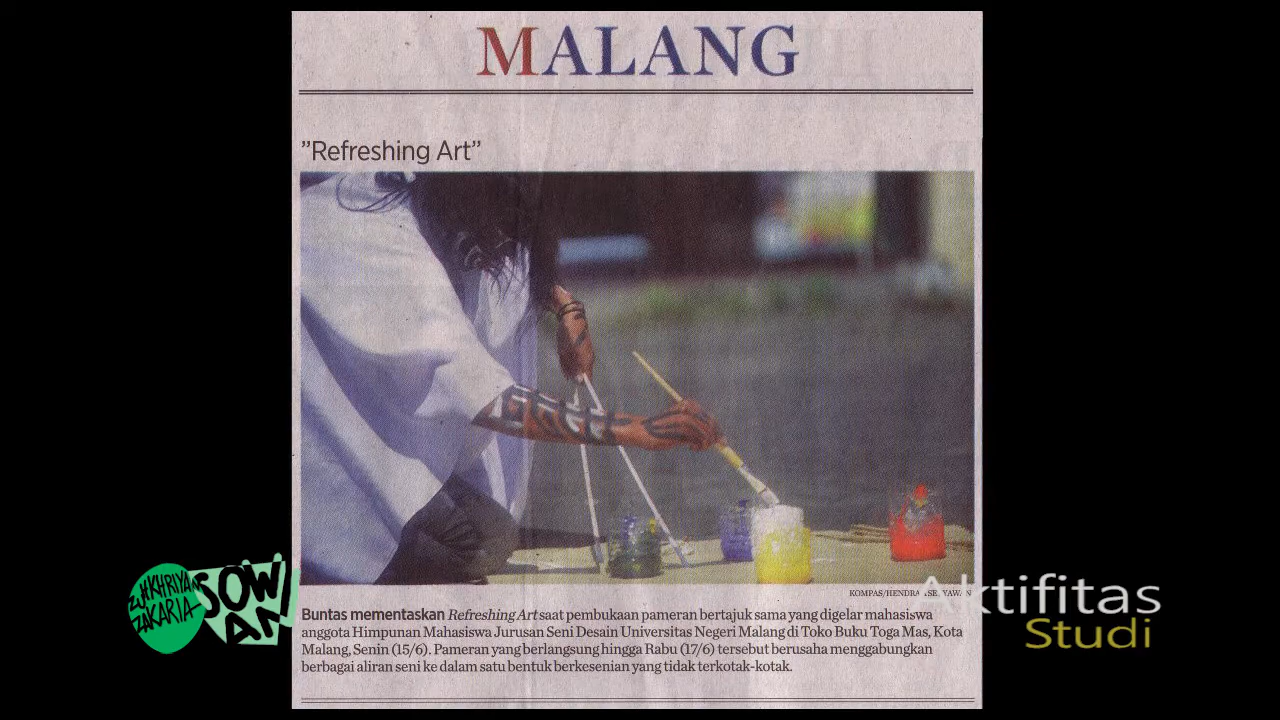 MALANG
”Refreshing Art”
KOMPAS/HENDRA
Buntas mementaskan Refreshing Art saat pembukaan pameran bertajuk sama yang digelar mahasiswa
anggota Himpunan Mahasiswa Jurusan Seni Desain Universitas Negeri Malang di Toko Buku Toga Mas, Kota
Malang, Senin (15/6). Pameran yang berlangsung hingga Rabu (17/6) tersebut berusaha menggabungkan
berbagai aliran seni ke dalam satu bentuk berkesenian yang tidak terkotak-kotak.
ZUHKHRIYAN
ZAKARIA
SOWI
AN
Aktifitas
Studi